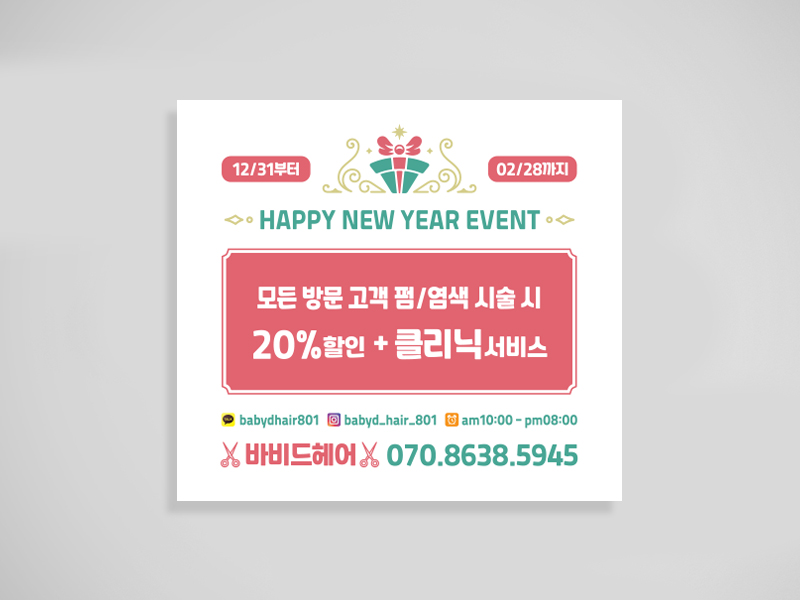 12/31부터
02/28까지
HAPPY NEW YEAR EVENT
모든 방문 고객 펌/염색 시술 시
20%할인 + 클리닉서비스
TALK babydhair801 babyd_hair_801 am10:00 - pm08:00
바비드헤어 070.8638.5945